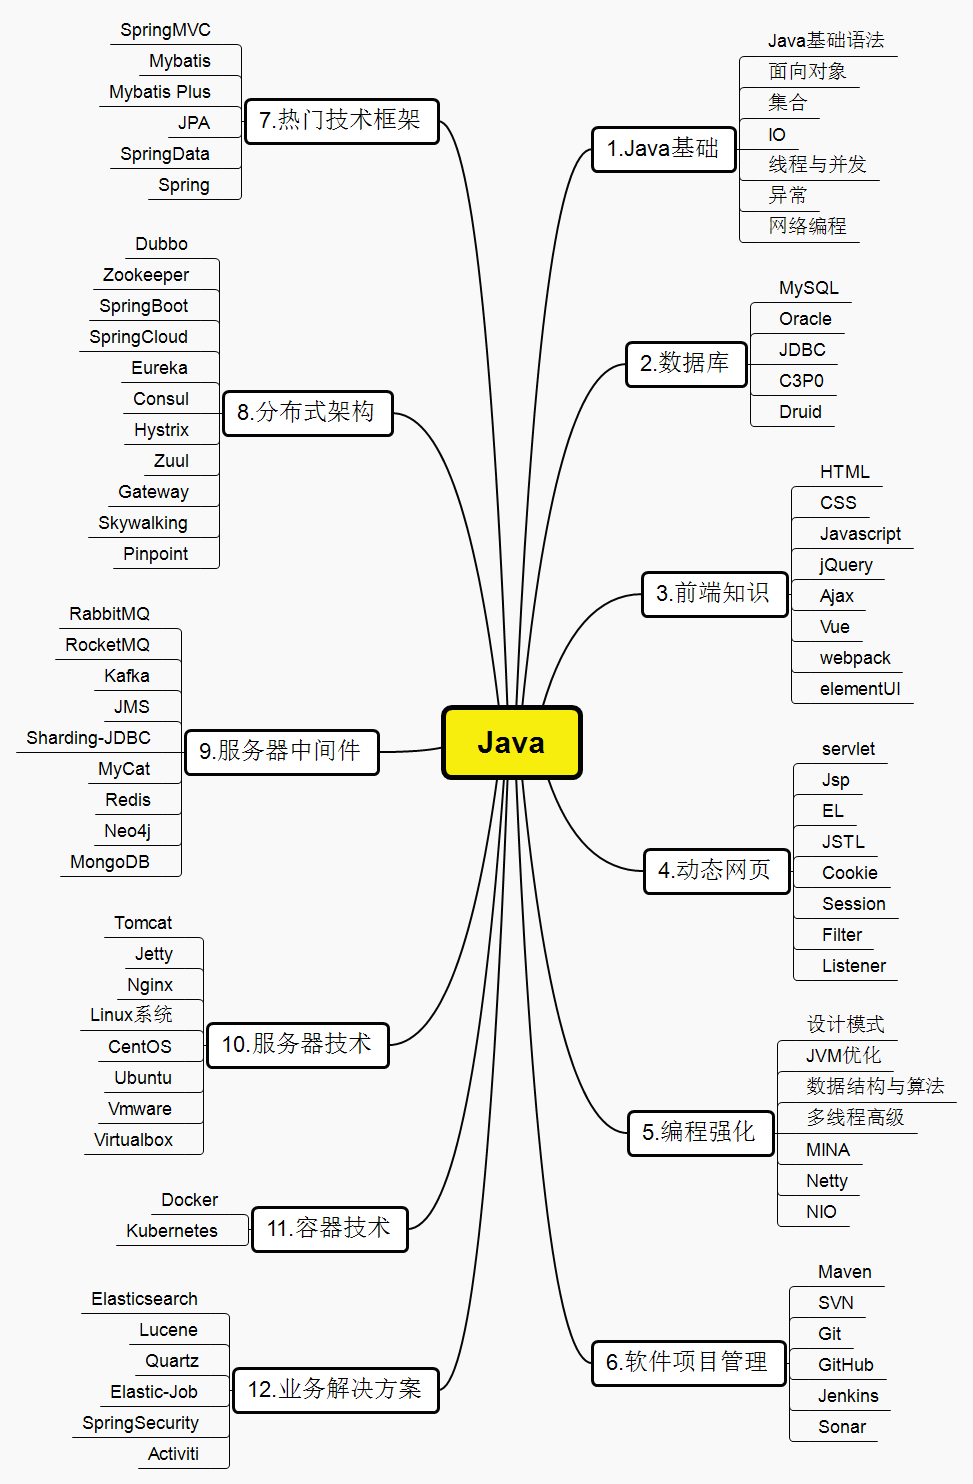 Java
1.Java基础
Java基础语法
面向对象
集合
IO
线程与并发
异常
网络编程
2.数据库
MySQL
Oracle
JDBC
C3P0
Druid
3.前端知识
HTML
CSS
Javascript
jQuery
Ajax
Vue
webpack
elementUI
4.动态网页
servlet
Jsp
EL
JSTL
Cookie
Session
Filter
Listener
5.编程强化
设计模式
JVM优化
数据结构与算法
多线程高级
MINA
Netty
NIO
6.软件项目管理
Maven
SVN
Git
GitHub
Jenkins
Sonar
7.热门技术框架
SpringMVC
Mybatis
Mybatis Plus
JPA
SpringData
Spring
8.分布式架构
Dubbo
Zookeeper
SpringBoot
SpringCloud
Eureka
Consul
Hystrix
Zuul
Gateway
Skywalking
Pinpoint
9.服务器中间件
RabbitMQ
RocketMQ
Kafka
JMS
Sharding-JDBC
MyCat
Redis
Neo4j
MongoDB
10.服务器技术
Tomcat
Jetty
Nginx
Linux系统
CentOS
Ubuntu
Vmware
Virtualbox
11.容器技术
Docker
Kubernetes
12.业务解决方案
Elasticsearch
Lucene
Quartz
Elastic-Job
SpringSecurity
Activiti